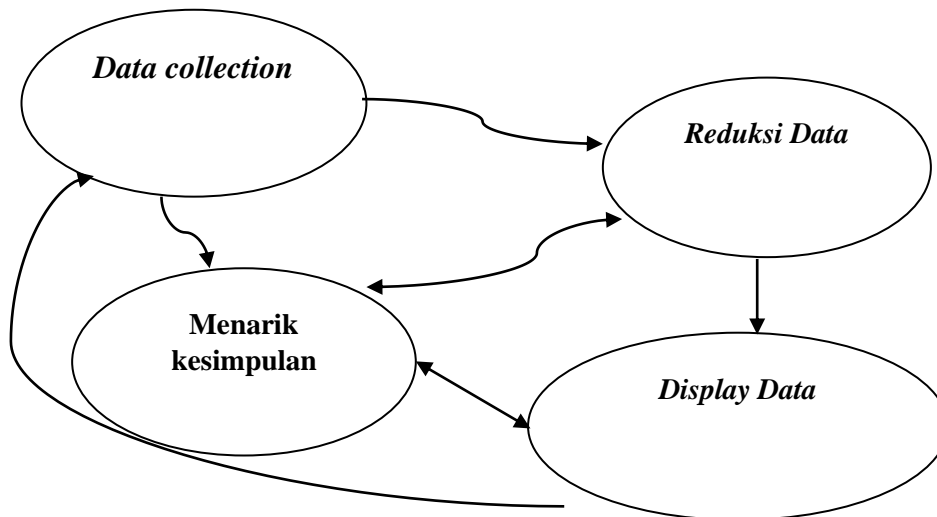 Data collection
Reduksi Data
Menarik
kesimpulan
Display Data